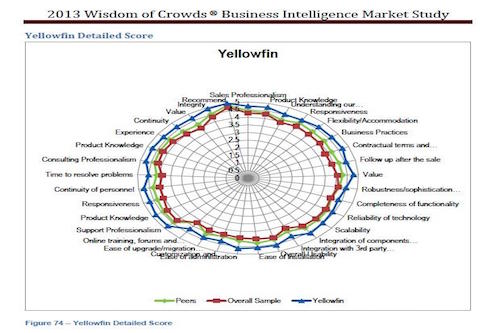 2013 Wisdom of Crowds ® Business Intelligence Market Study
Yellowfin Detailed Score
Yellowfin
Sales Professionalism
Recommend
Product Knowledge
Integrity
Understanding our...
Value
Responsiveness
Continuity
Flexibility/Accommodation
Experience
Business Practices
Product Knowledge
Contractual terms and...
Consulting Professionalism
Follow up after the sale
Time to resolve problems
Value
Continuity of personnel
Robustness/sophistication...
Responsiveness
Completeness of functionality
Product Knowledge
Reliability of technology
Support Professionalism
Scalability
Online training, forums and...
Integration of components...
Ease of upgrade/migration...
Integration with 3rd party...
Customization and...
Overall Usability
Ease of administration
Ease of installation
5
4.5
4
3.5
3
2.5
2
1.5
1
0.5
0
Peers
Overall Sample
Yellowfin
Figure 74 – Yellowfin Detailed Score